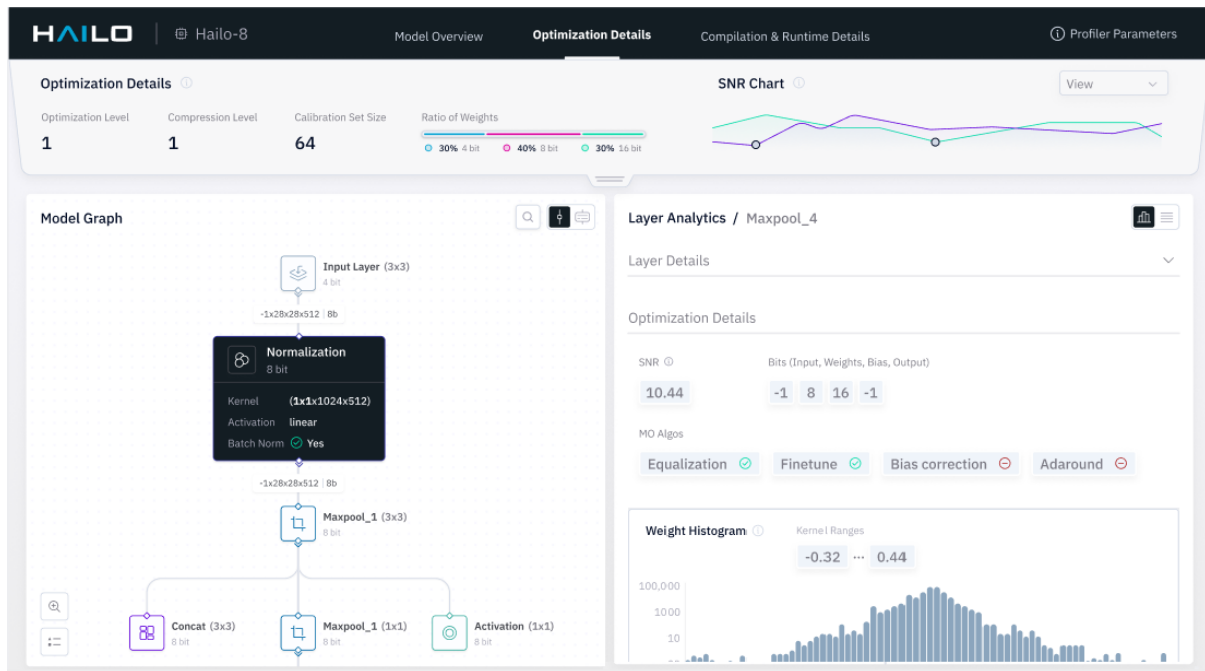 HAILO
Hailo-8
Model Overview
Optimization Details
Compilation & Runtime Details
Profiler Parameters
Optimization Details
SNR Chart
View
Optimization Level
Compression Level
Calibration Set Size
Ratio of Weights
1
1
64
30% 4 bit
40% 8 bit
30% 16 bit
Model Graph
Input Layer (3x3)
4 bit
-1x28x28x512 8b
Normalization
8 bit
Kernel (1x1x1024x512)
Activation linear
Batch Norm Yes
-1x28x28x512 8b
Maxpool_1 (3x3)
8 bit
Concat (3x3)
8 bit
Maxpool_1 (1x1)
8 bit
Activation (1x1)
8 bit
Layer Analytics / Maxpool_4
Layer Details
Optimization Details
SNR
Bits (Input, Weights, Bias, Output)
10.44
-1 8 16 -1
MO Algos
Equalization
Finetune
Bias correction
Adaround
Weight Histogram
Kernel Ranges
-0.32 ... 0.44
100,000
1000
10